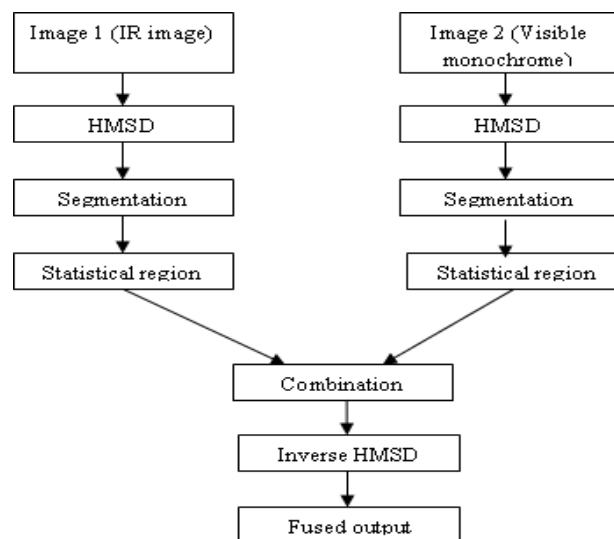 Image 1 (IR image)
Image 2 (Visible
monochrome)
HMSD
HMSD
Segmentation
Segmentation
Statistical region
Statistical region
Combination
Inverse HMSD
Fused output